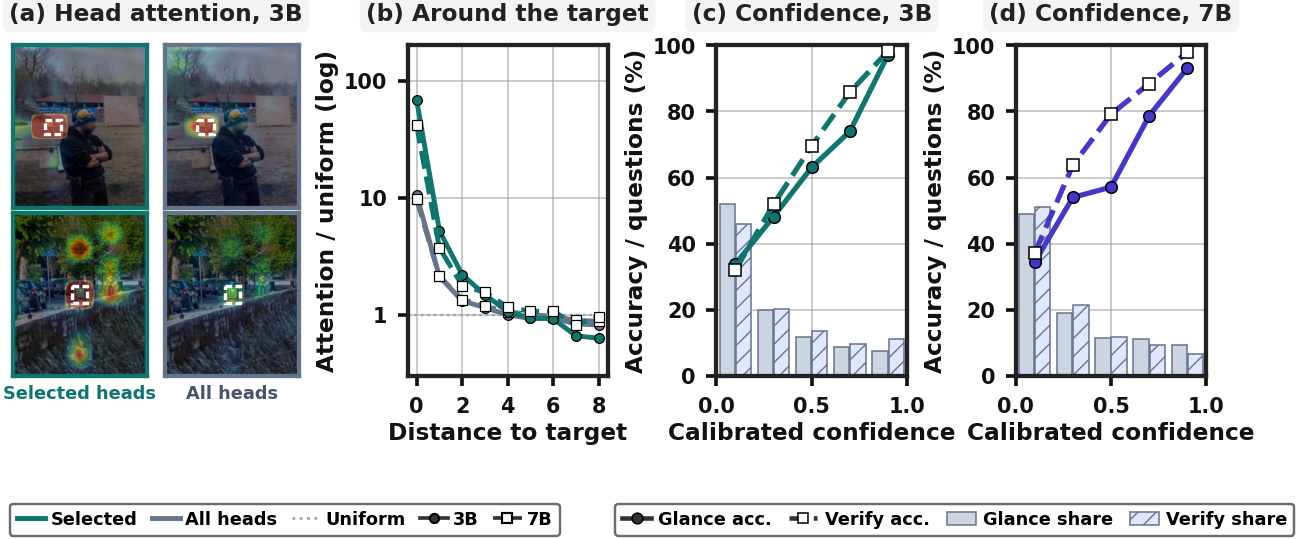 (a) Head attention, 3B
(b) Around the target
(c) Confidence, 3B
(d) Confidence, 7B
Selected heads
All heads
Attention / uniform (log)
100
10
1
0 2 4 6 8
Distance to target
Accuracy / questions (%)
100
80
60
40
20
0
0.0 0.5 1.0
Calibrated confidence
Accuracy / questions (%)
100
80
60
40
20
0
0.0 0.5 1.0
Calibrated confidence
Selected All heads Uniform 3B 7B
Glance acc. Verify acc. Glance share Verify share